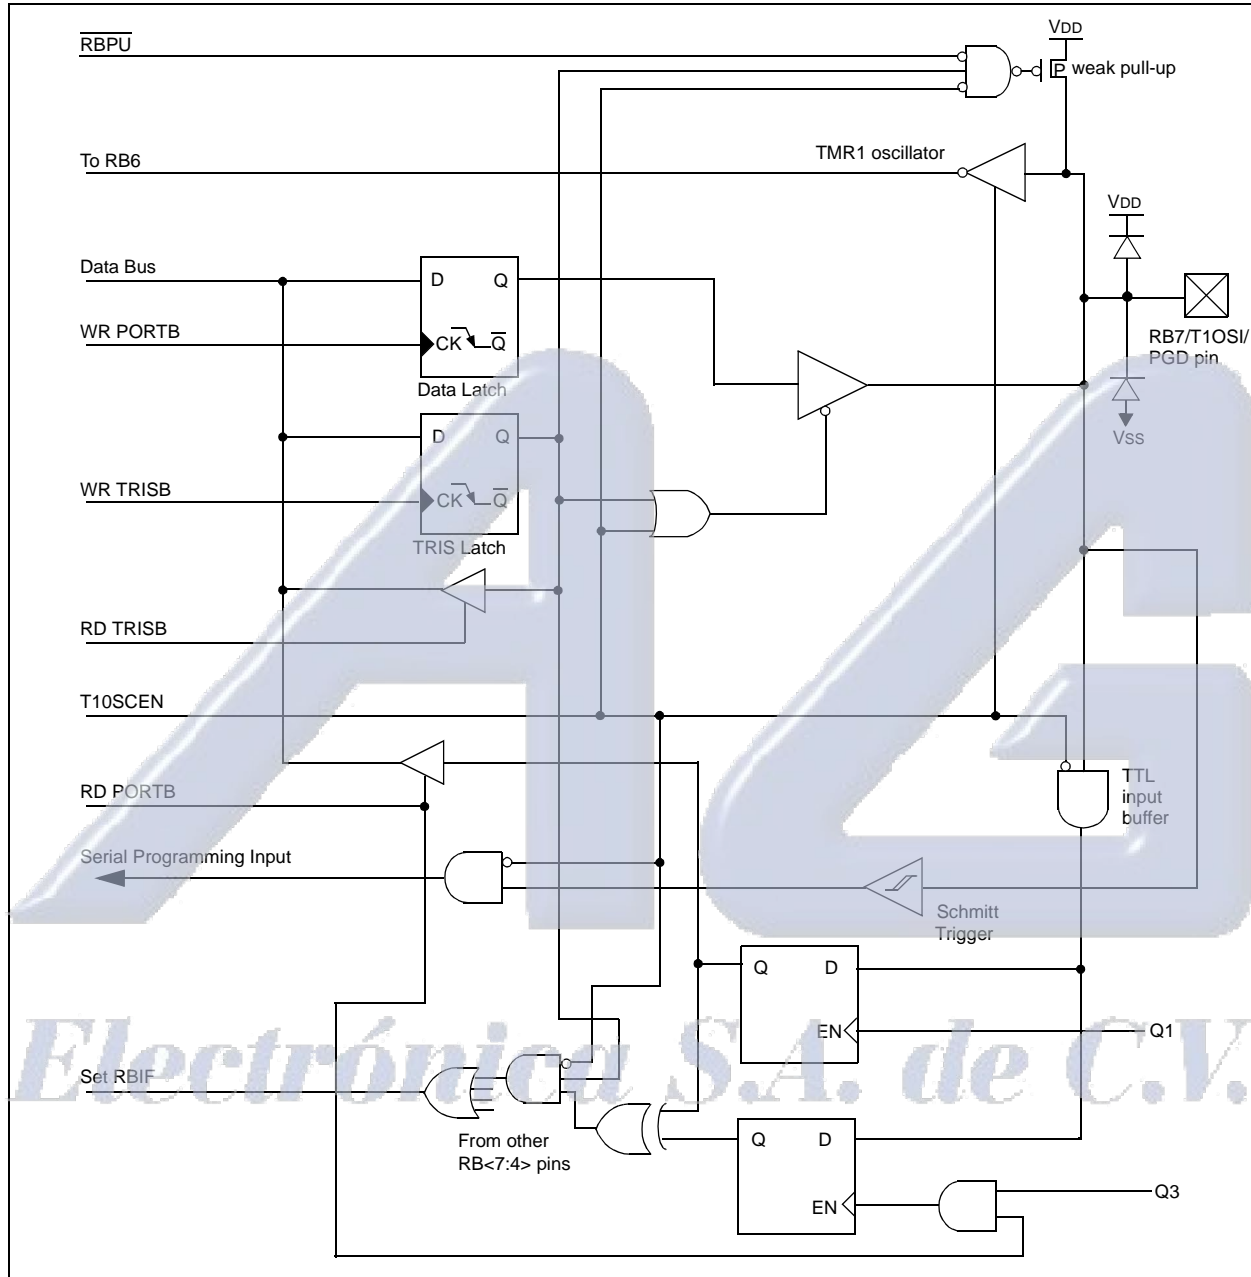 RBPU
VDD
P
weak pull-up
To RB6
TMR1 oscillator
VDD
Data Bus
D Q
WR PORTB
CK Q
Data Latch
RB7/T1OSI/
PGD pin
D Q
VSS
WR TRISB
CK Q
TRIS Latch
RD TRISB
T10SCEN
RD PORTB
TTL
input
buffer
Serial Programming Input
Schmitt
Trigger
Q D
EN
Q1
Electrónica S.A. de C.V.
Set RBIF
From other
RB<7:4> pins
Q D
EN
Q3
AG